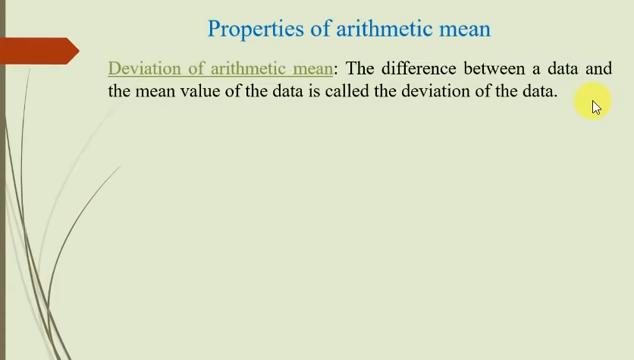 Properties of arithmetic mean
Deviation of arithmetic mean: The difference between a data and
the mean value of the data is called the deviation of the data.